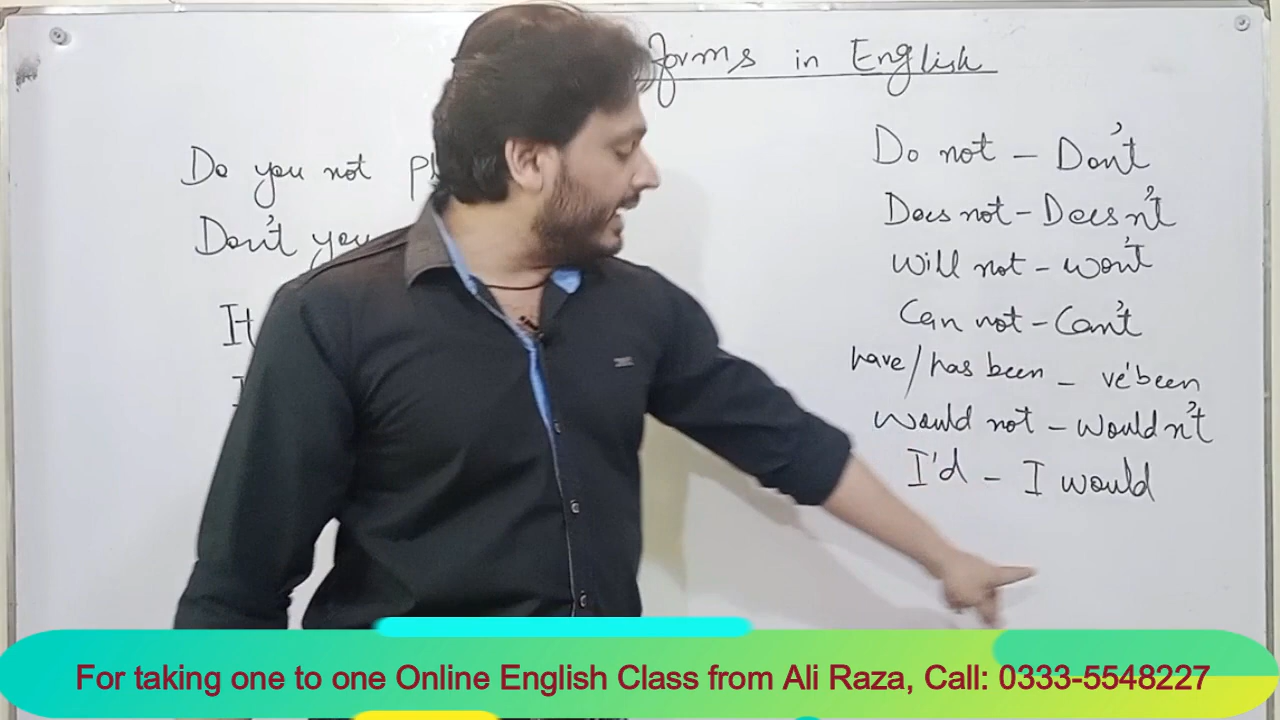 forms in English
Do you not
Don't you
It
Do not - Don't
Does not - Doesn't
will not - won't
Can not - Can't
have/has been - ve'been
would not - wouldn't
I'd - I would
For taking one to one Online English Class from Ali Raza, Call: 0333-5548227